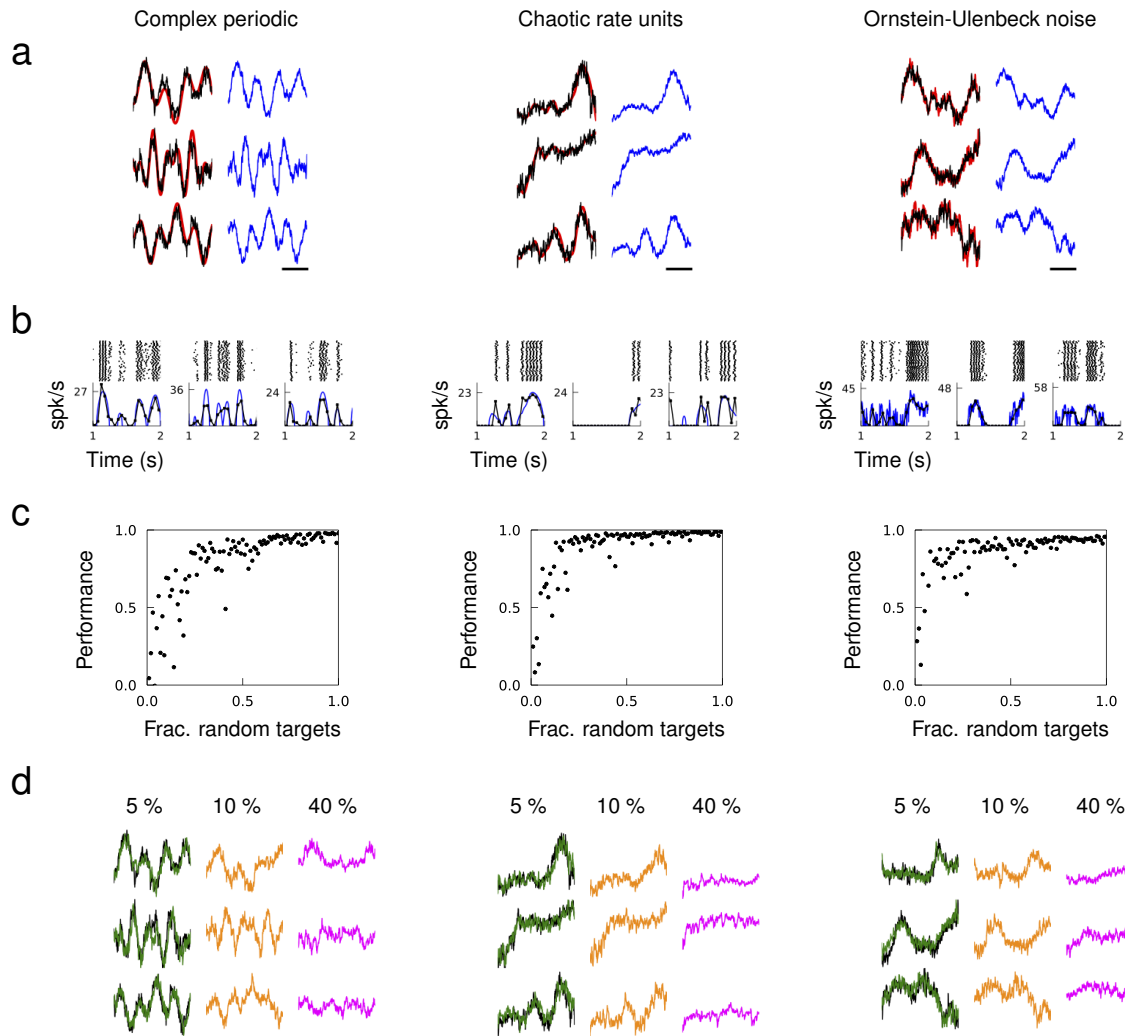 Complex periodic Chaotic rate units Ornstein-Ulenbeck noise
a
b
spk/s spk/s spk/s
27 36 24 23 24 23 45 48 58
1 2 1 2 1 2 1 2 1 2 1 2 1 2 1 2 1 2
Time (s) Time (s) Time (s)
c
Performance Performance Performance
1.0 1.0 1.0
0.5 0.5 0.5
0.0 0.0 0.0
0.0 0.5 1.0 0.0 0.5 1.0 0.0 0.5 1.0
Frac. random targets Frac. random targets Frac. random targets
d
5 % 10 % 40 % 5 % 10 % 40 % 5 % 10 % 40 %